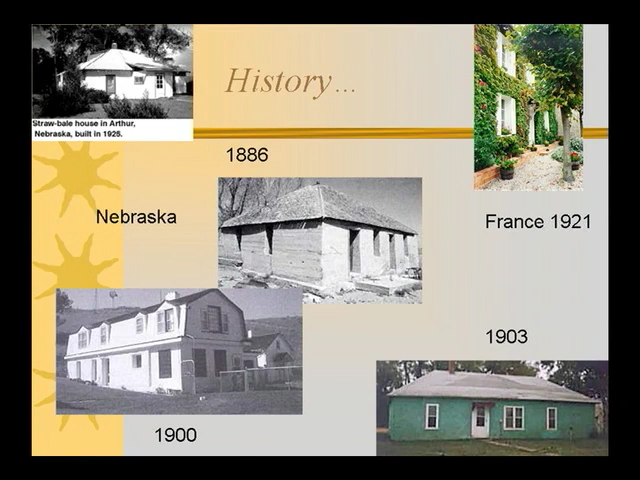 History...
Straw-bale house in Arthur,
Nebraska, built in 1925.
1886
Nebraska
France 1921
1903
1900